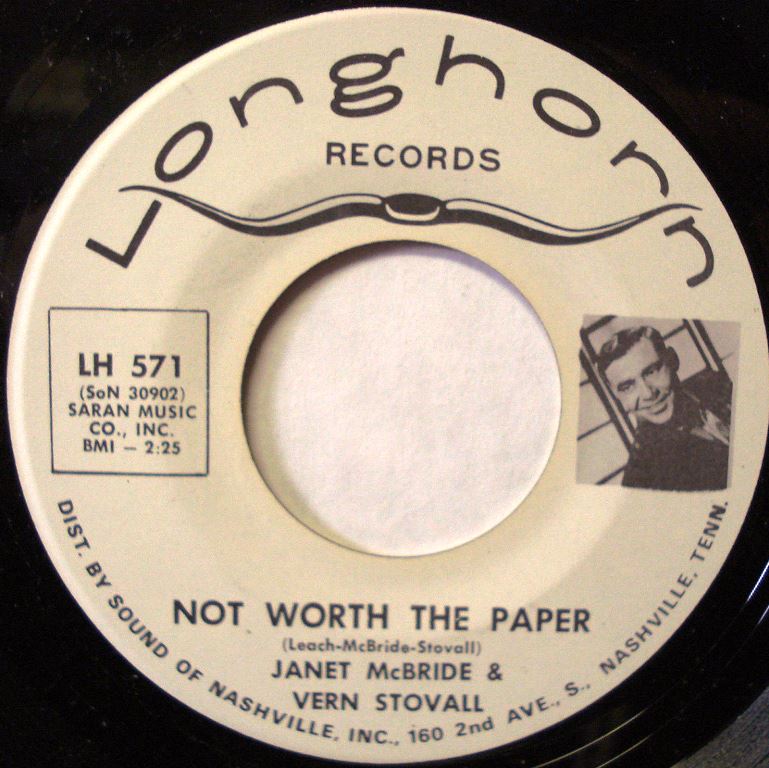 Longhorn
RECORDS
LH 571
(SoN 30902)
SARAN MUSIC
CO., INC.
BMI — 2:25
NOT WORTH THE PAPER
(Leach-McBride-Stovall)
JANET McBRIDE &
VERN STOVALL
DIST. BY SOUND OF NASHVILLE, INC., 160 2nd AVE., S., NASHVILLE, TENN.